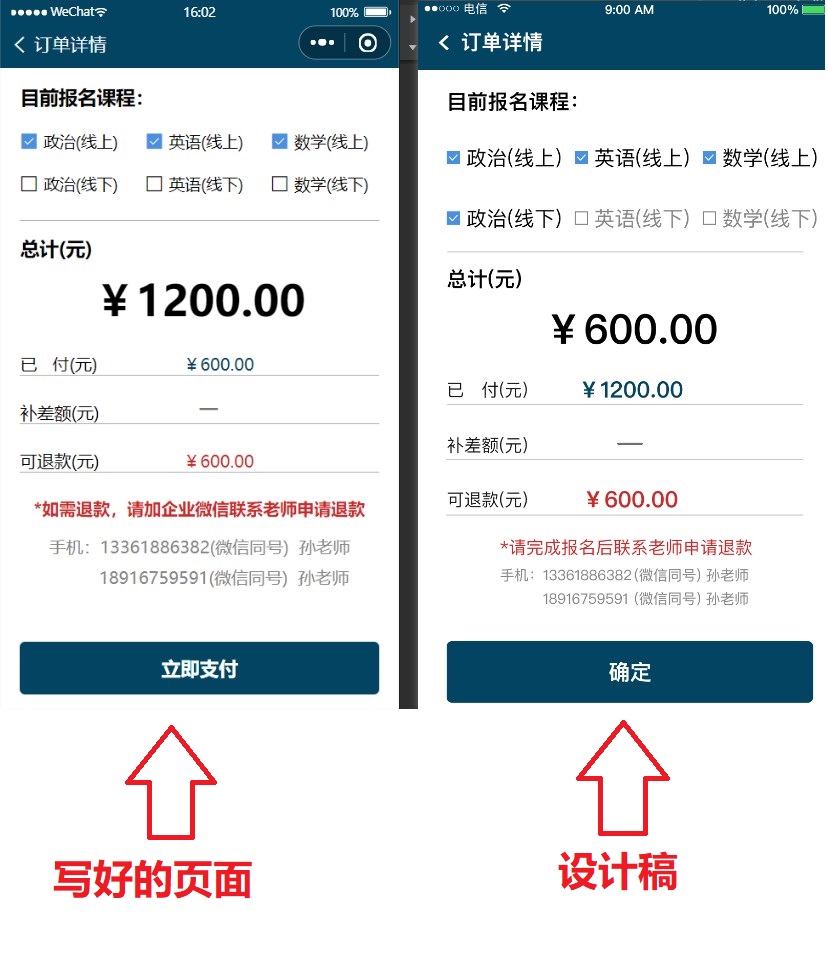 WeChat 16:02 100%
订单详情
目前报名课程：
政治(线上) 英语(线上) 数学(线上)
政治(线下) 英语(线下) 数学(线下)
总计(元)
¥ 1200.00
已 付(元) ¥ 600.00
补差额(元) —
可退款(元) ¥ 600.00
*如需退款，请加企业微信联系老师申请退款
手机：13361886382(微信同号) 孙老师
18916759591(微信同号) 孙老师
立即支付
写好的页面
电信 9:00 AM 100%
订单详情
目前报名课程：
政治(线上) 英语(线上) 数学(线上)
政治(线下) 英语(线下) 数学(线下)
总计(元)
¥ 600.00
已 付(元) ¥ 1200.00
补差额(元) —
可退款(元) ¥ 600.00
*请完成报名后联系老师申请退款
手机：13361886382(微信同号) 孙老师
18916759591 (微信同号) 孙老师
确定
设计稿